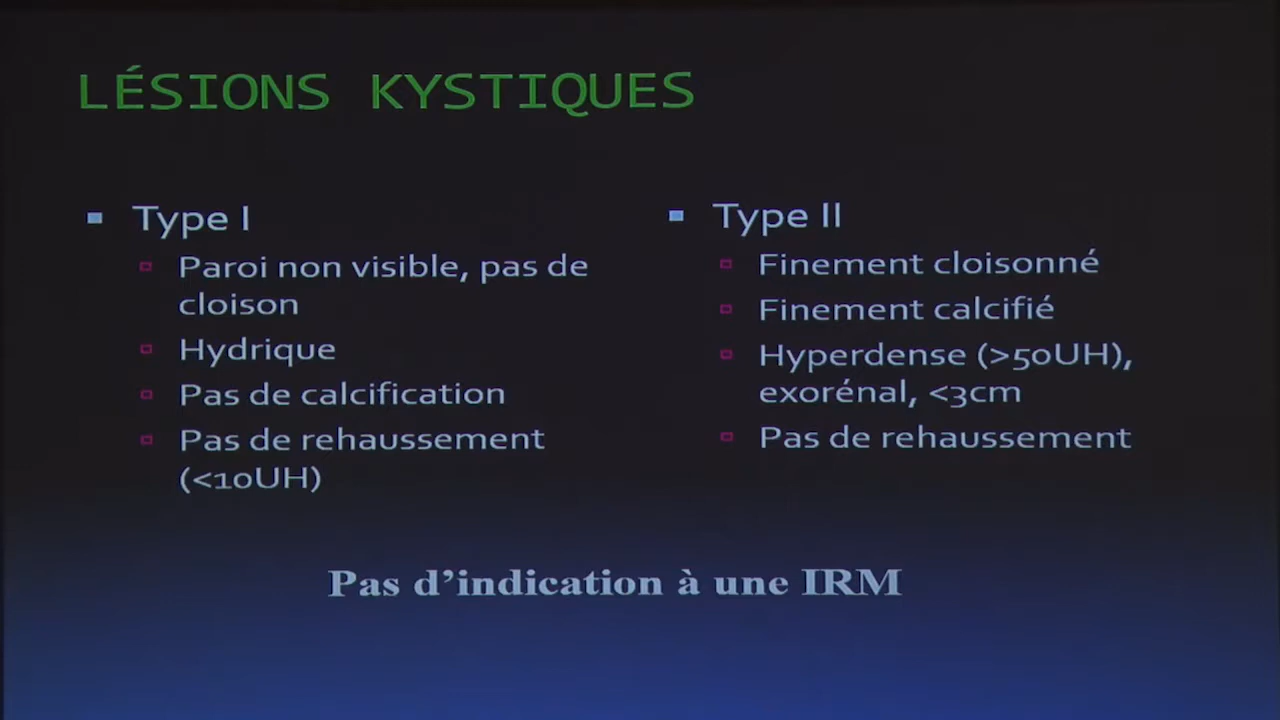 LÉSIONS KYSTIQUES
Type I
Paroi non visible, pas de
cloison
Hydrique
Pas de calcification
Pas de rehaussement
(<10UH)
Type II
Finement cloisonné
Finement calcifié
Hyperdense (>50UH),
exorénal, <3cm
Pas de rehaussement
Pas d’indication à une IRM